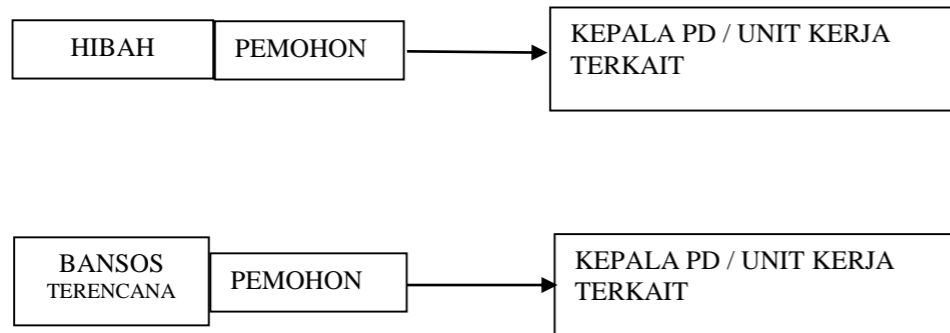 HIBAH
PEMOHON
KEPALA PD / UNIT KERJA
TERKAIT
BANSOS
TERENCANA
PEMOHON
KEPALA PD / UNIT KERJA
TERKAIT